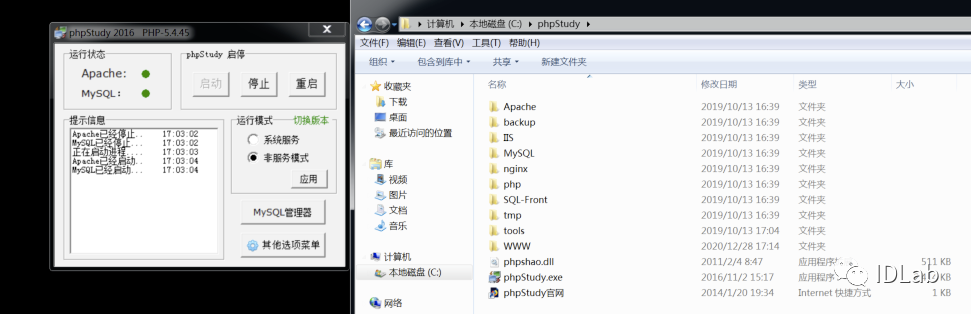 phpStudy 2016 PHP-5.4.45
运行状态
Apache:
MySQL:
phpStudy 启停
启动 停止 重启
提示信息
Apache已经停止.. 17:03:02
MySQL已经停止.. 17:03:02
正在启动进程... 17:03:03
Apache已经启动.. 17:03:04
MySQL已经启动.. 17:03:04
运行模式 切换版本
系统服务
非服务模式
应用
MySQL管理器
其他选项菜单
计算机 本地磁盘 (C:) phpStudy
文件(F) 编辑(E) 查看(V) 工具(T) 帮助(H)
组织 包含到库中 共享 新建文件夹
收藏夹
下载
桌面
最近访问的位置
库
视频
图片
文档
音乐
计算机
本地磁盘 (C:)
网络
名称 修改日期 类型 大小
Apache 2019/10/13 16:39 文件夹
backup 2019/10/13 16:39 文件夹
IIS 2019/10/13 16:39 文件夹
MySQL 2019/10/13 16:39 文件夹
nginx 2019/10/13 16:39 文件夹
php 2019/10/13 16:39 文件夹
SQL-Front 2019/10/13 16:39 文件夹
tmp 2019/10/13 16:39 文件夹
tools 2019/10/13 17:04 文件夹
WWW 2020/12/28 17:14 文件夹
phpshao.dll 2011/2/4 8:47 应用程序 511 KB
phpStudy.exe 2016/11/2 15:17 应用程序 KB
phpStudy官网 2014/1/20 19:34 Internet 快捷方式 1 KB
IDLab